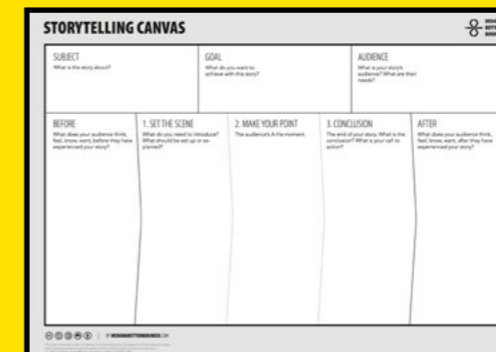 STORYTELLING CANVAS
SUBJECT
What is the story about?
GOAL
What do you want to
achieve with this story?
AUDIENCE
What is your story's
audience? What are their
needs?
BEFORE
What does your audience think,
feel, know, want, before they have
experienced your story?
1. SET THE SCENE
What do you need to introduce?
What should be set up or ex-
plained?
2. MAKE YOUR POINT
The audience's A-ha moment.
3. CONCLUSION
The end of your story. What is the
conclusion? What is your call to
action?
AFTER
What does your audience think,
feel, know, want, after they have
experienced your story?
BY DESIGNABETTERBUSINESS.COM